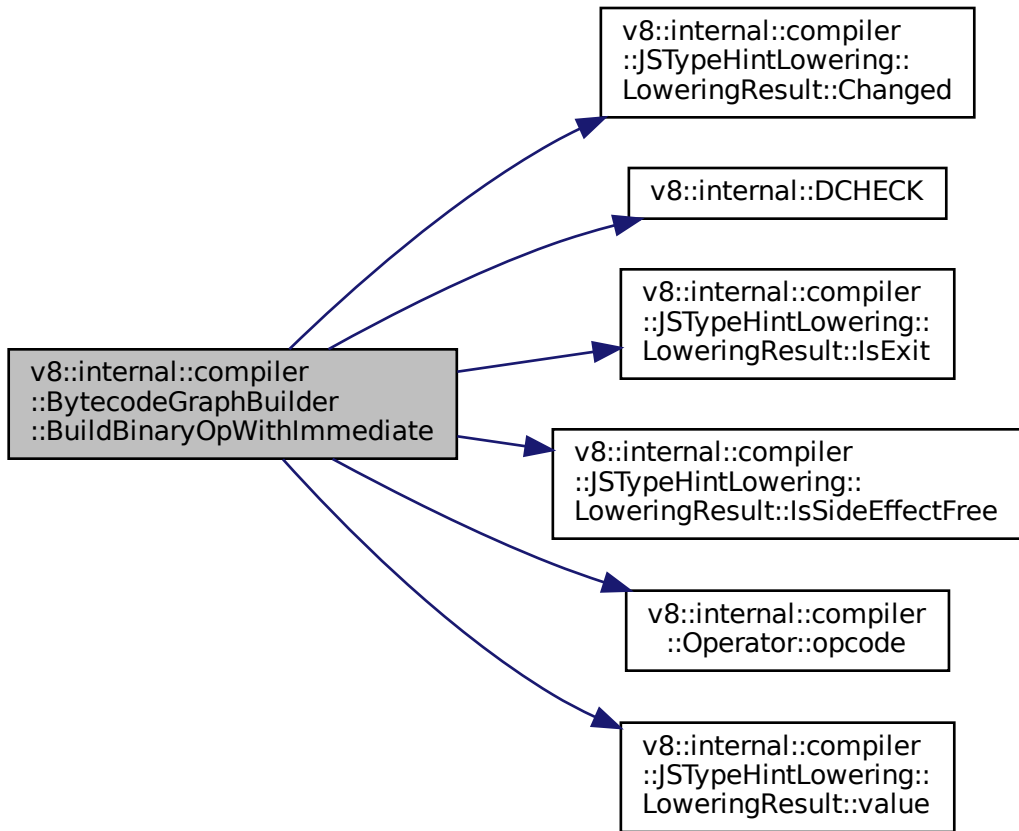 v8::internal::compiler
::JSTypeHintLowering::
LoweringResult::Changed
v8::internal::DCHECK
v8::internal::compiler
::JSTypeHintLowering::
LoweringResult::IsExit
v8::internal::compiler
::BytecodeGraphBuilder
::BuildBinaryOpWithImmediate
v8::internal::compiler
::JSTypeHintLowering::
LoweringResult::IsSideEffectFree
v8::internal::compiler
::Operator::opcode
v8::internal::compiler
::JSTypeHintLowering::
LoweringResult::value